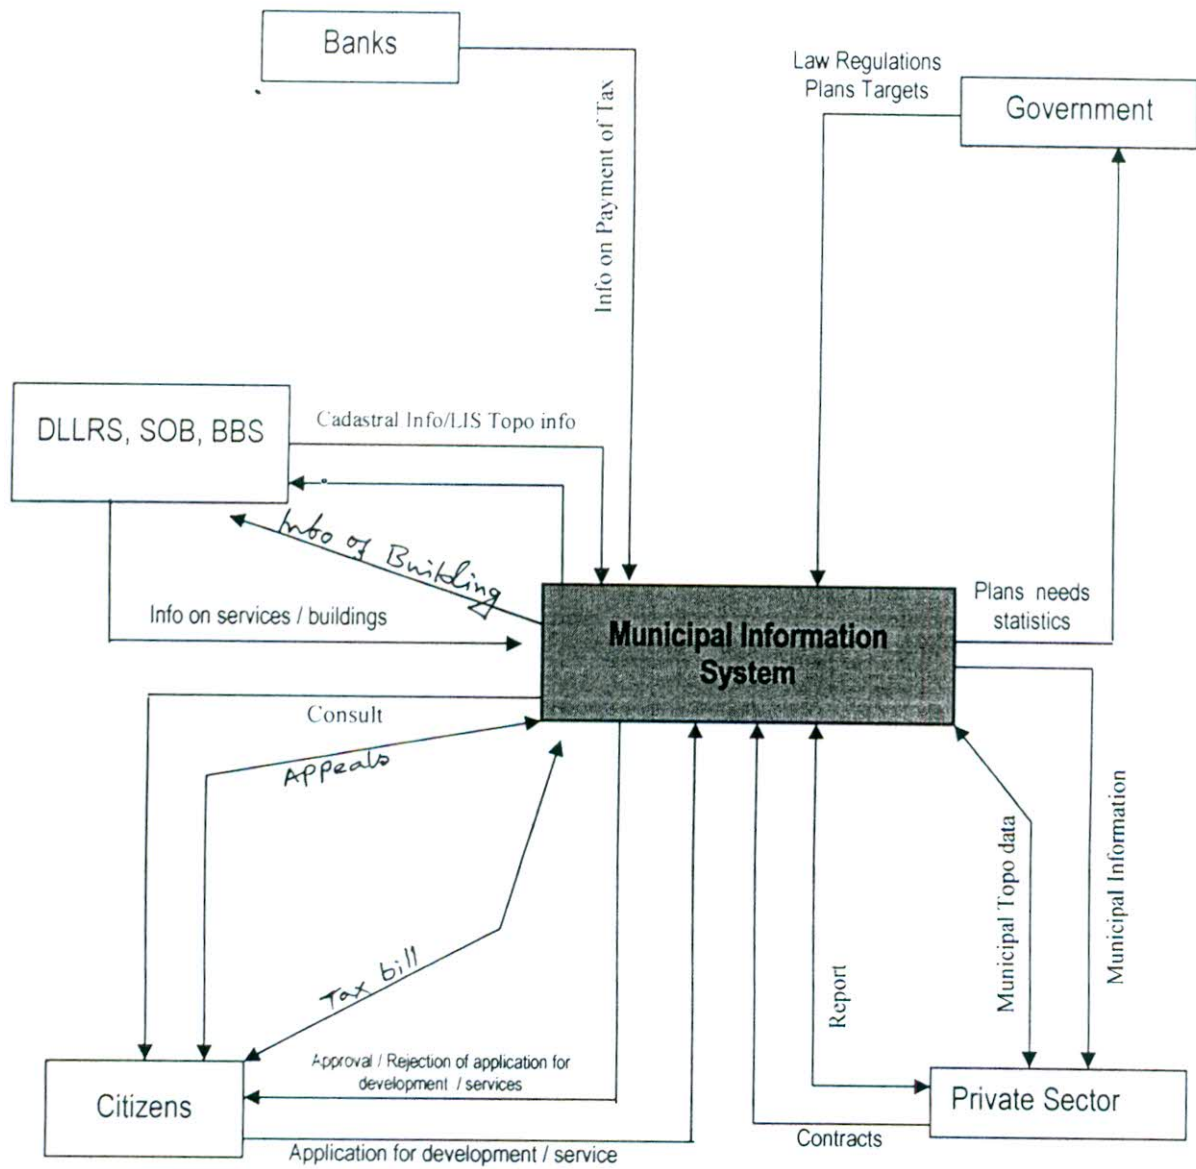 Banks
Law Regulations
Plans Targets
Government
Info on Payment of Tax
DLLRS, SOB, BBS
Cadastral Info/LIS Topo info
Info of Building
Info on services / buildings
Municipal Information
System
Plans needs
statistics
Consult
Appeals
Tax bill
Report
Municipal Topo data
Municipal Information
Approval / Rejection of application for
development / services
Citizens
Private Sector
Contracts
Application for development / service